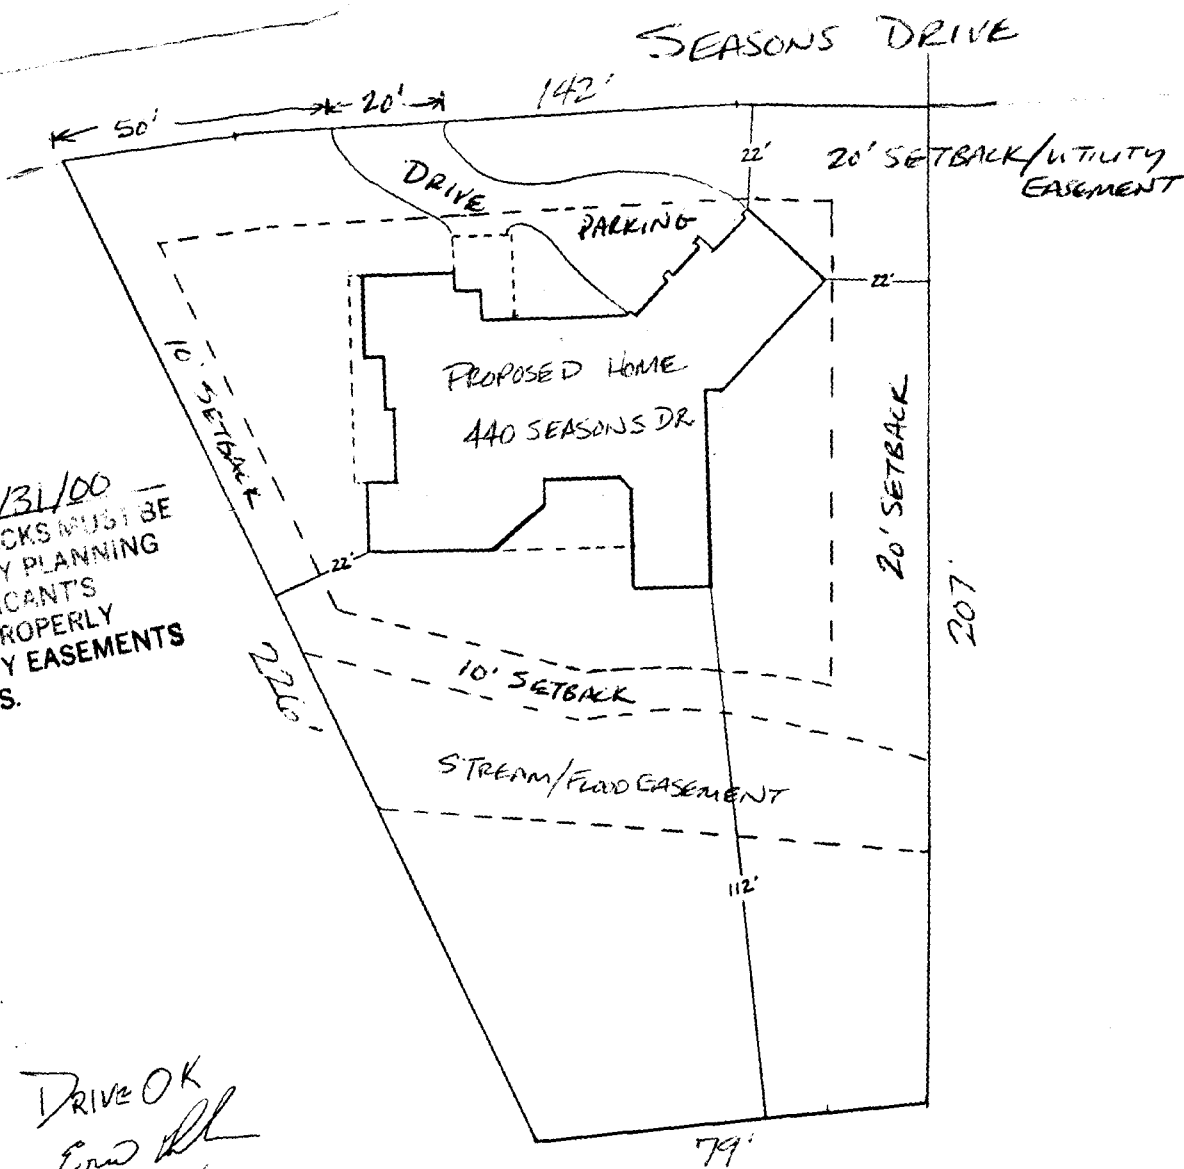 SEASONS DRIVE
50'
20'
142'
22'
20' SETBACK/UTILITY
EASEMENT
DRIVE
PARKING
22'
10' SETBACK
PROPOSED HOME
440 SEASONS DR
20' SETBACK
/31/00
CKS MUST BE
Y PLANNING
ICANT'S
ROPERLY
Y EASEMENTS
S.
22'
207'
226'
10' SETBACK
STREAM/FLOOD EASEMENT
112'
DRIVE OK
79'